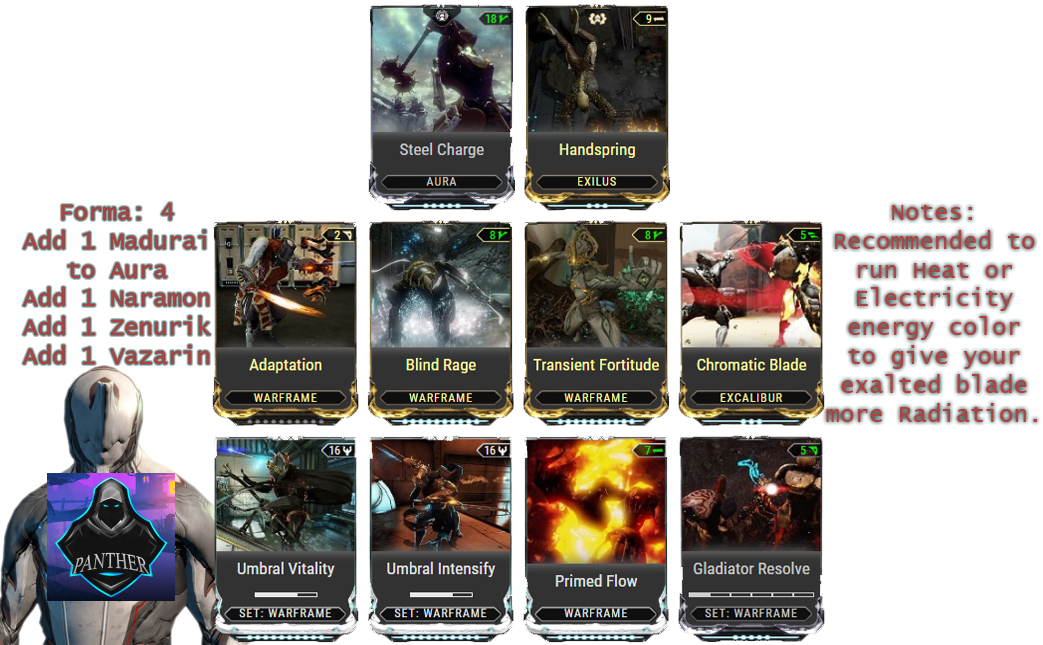 18
9
Steel Charge
Handspring
AURA
EXILUS
Forma: 4
Add 1 Madurai
to Aura
Add 1 Naramon
Add 1 Zenurik
Add 1 Vazarin
2
8
8
5
Adaptation
Blind Rage
Transient Fortitude
Chromatic Blade
WARFRAME
WARFRAME
WARFRAME
EXCALIBUR
Notes:
Recommended to
run Heat or
Electricity
energy color
to give your
exalted blade
more Radiation.
16
16
7
5
Umbral Vitality
Umbral Intensify
Primed Flow
Gladiator Resolve
SET: WARFRAME
SET: WARFRAME
WARFRAME
SET: WARFRAME
PANTHER